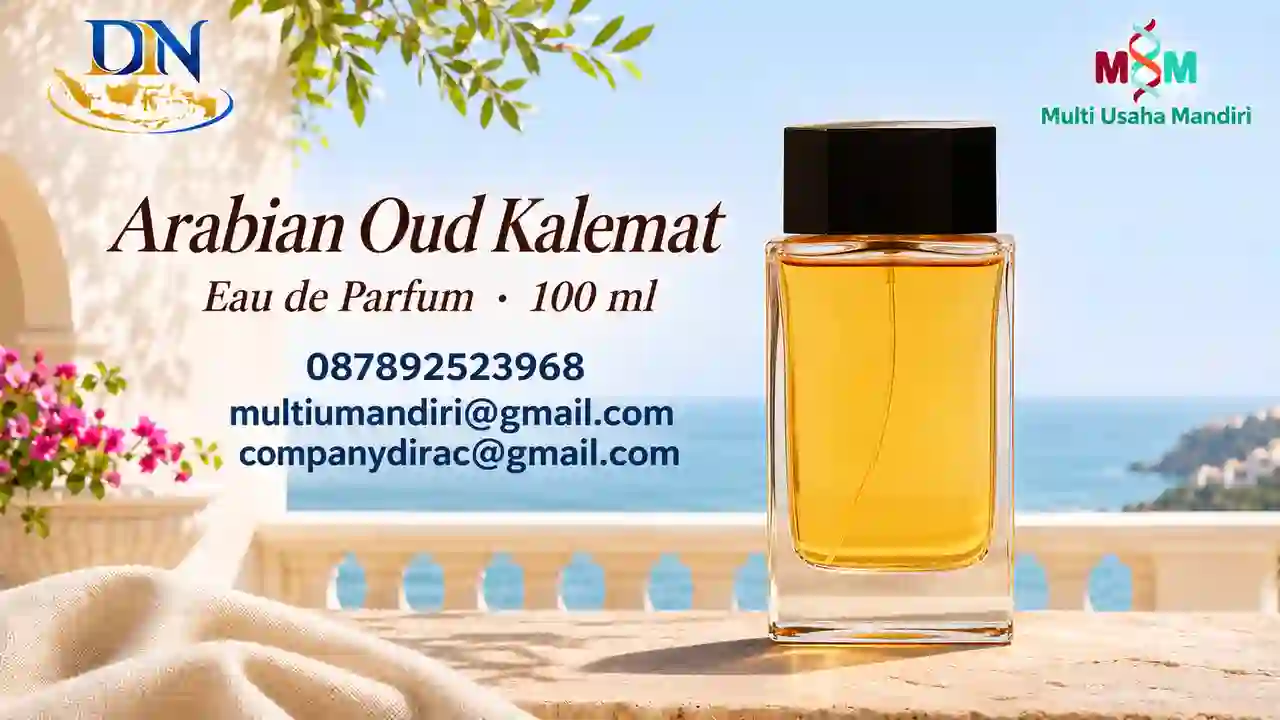 DN
MM
Multi Usaha Mandiri
Arabian Oud Kalemat
Eau de Parfum · 100 ml
087892523968
multiumandiri@gmail.com
companydirac@gmail.com